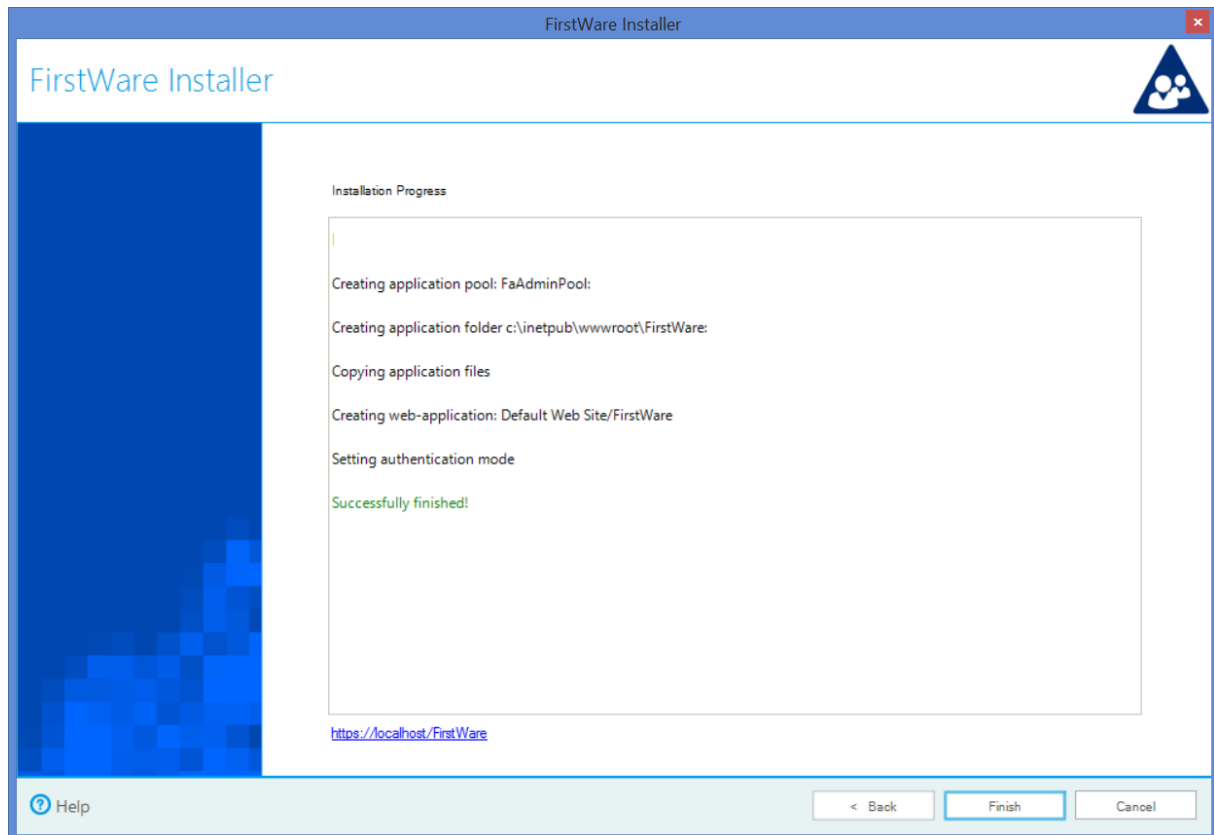 FirstWare Installer
FirstWare Installer
Installation Progress
Creating application pool: FaAdminPool:
Creating application folder c:\inetpub\wwwroot\FirstWare:
Copying application files
Creating web-application: Default Web Site/FirstWare
Setting authentication mode
Successfully finished!
https://localhost/FirstWare
? Help
< Back
Finish
Cancel